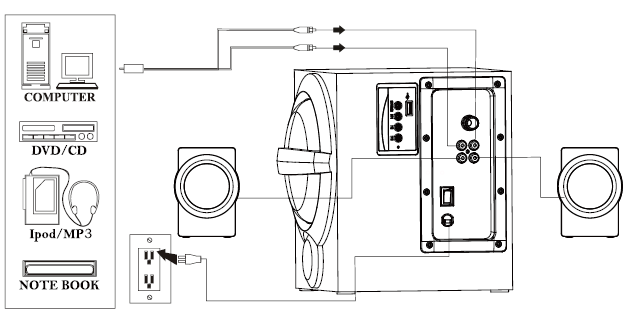 COMPUTER
DVD/CD
Ipod/MP3
NOTE BOOK